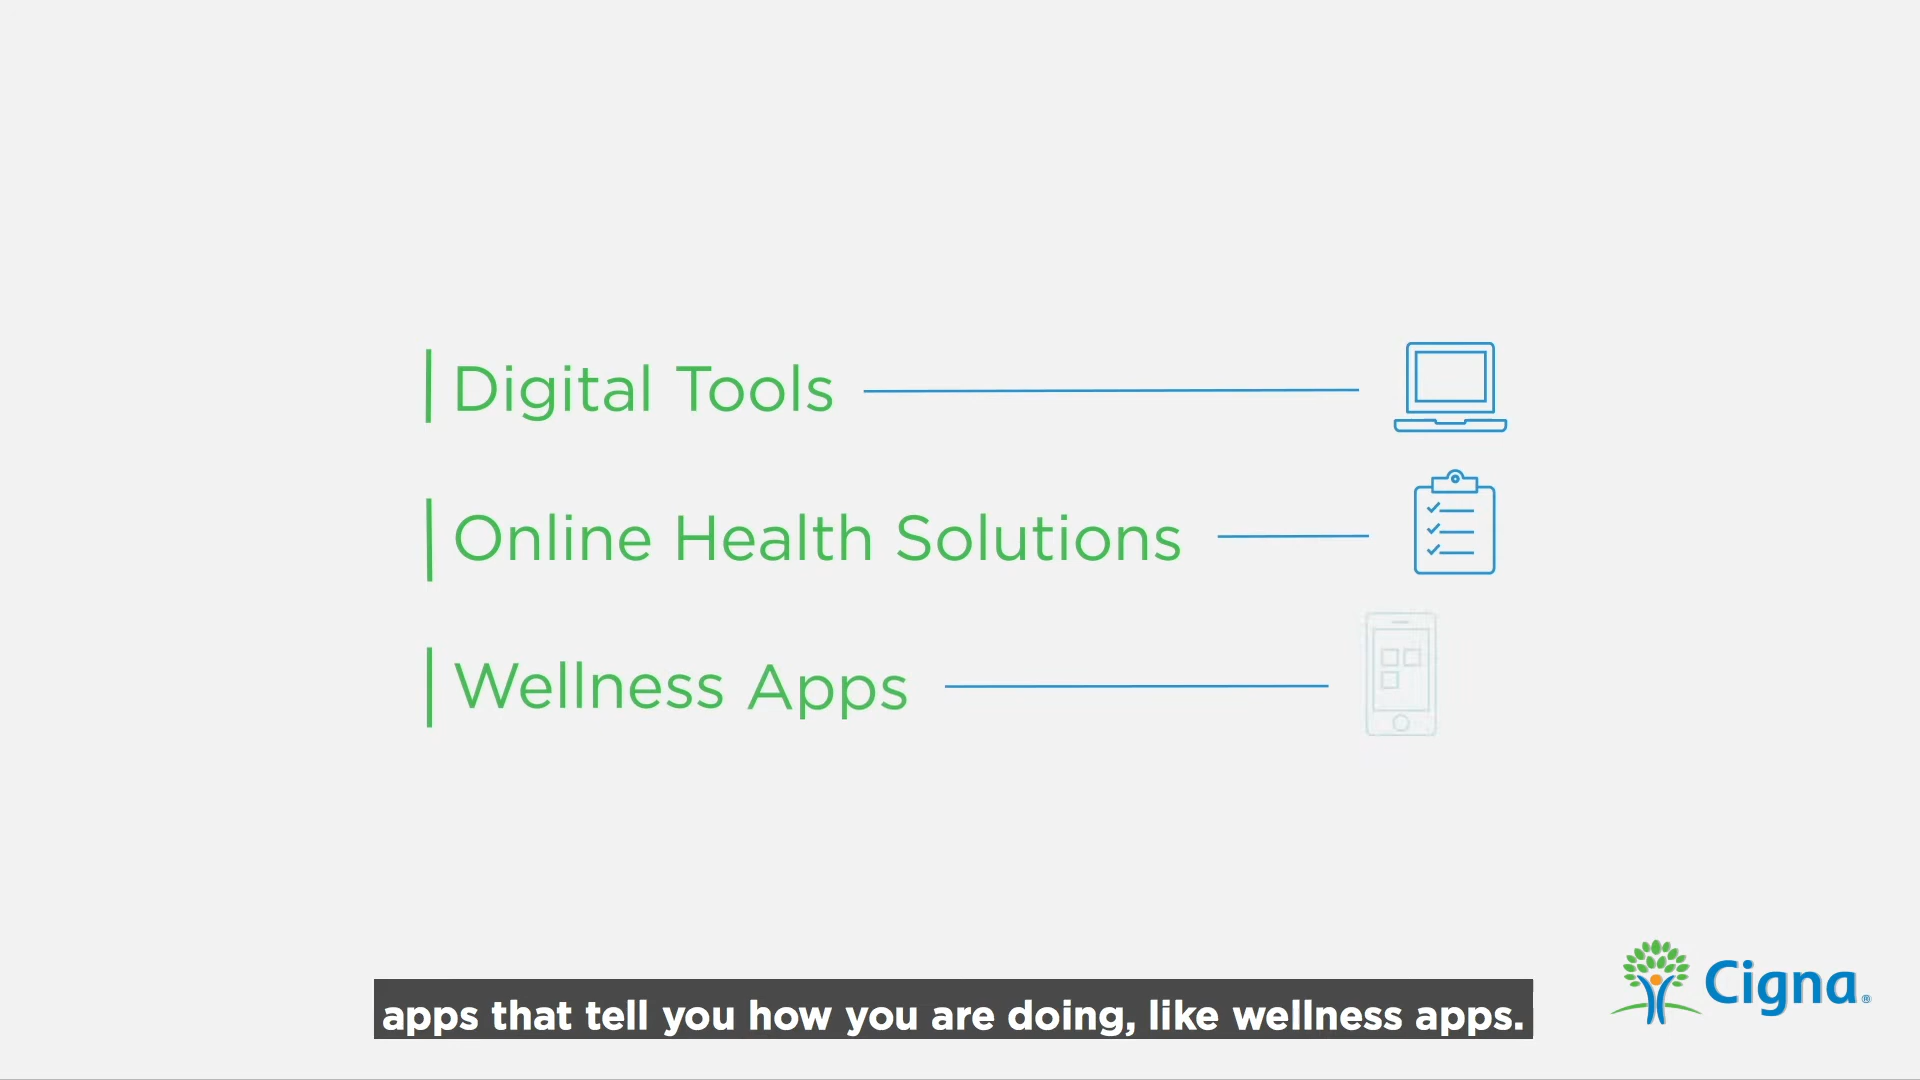 Digital Tools
Online Health Solutions
Wellness Apps
apps that tell you how you are doing, like wellness apps.
Cigna®